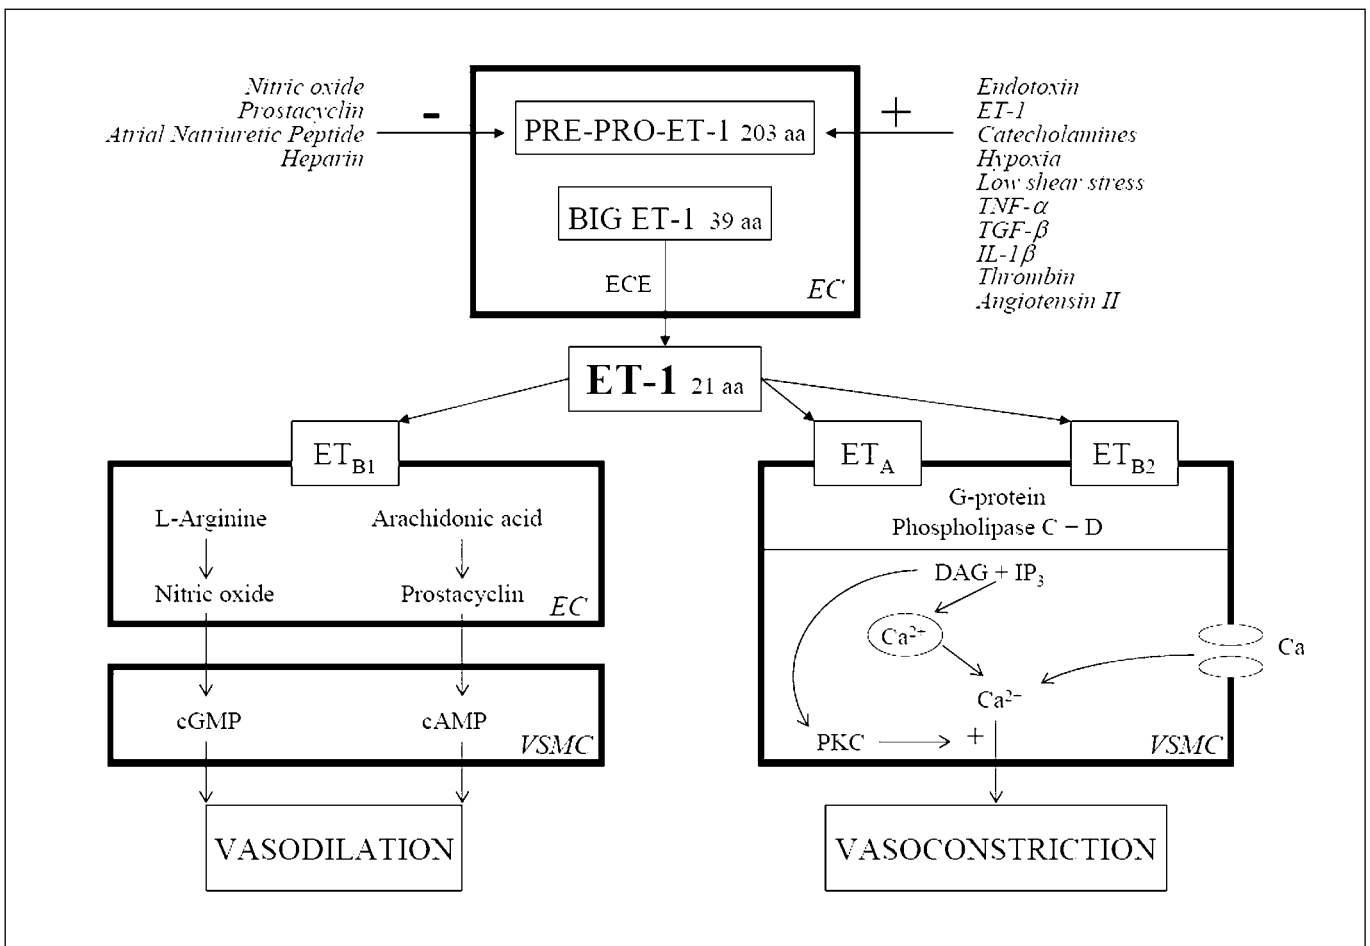 Nitric oxide
Prostacyclin
Atrial Natriuretic Peptide
Heparin
-
PRE-PRO-ET-1 203 aa
BIG ET-1 39 aa
ECE
EC
+
Endotoxin
ET-1
Catecholamines
Hypoxia
Low shear stress
TNF-α
TGF-β
IL-1β
Thrombin
Angiotensin II
ET-1 21 aa
ET_B1
L-Arginine
Arachidonic acid
Nitric oxide
Prostacyclin
EC
cGMP
cAMP
VSMC
VASODILATION
ET_A
ET_B2
G-protein
Phospholipase C – D
DAG + IP₃
Ca²⁺
Ca
Ca²⁻
PKC
+
VSMC
VASOCONSTRICTION